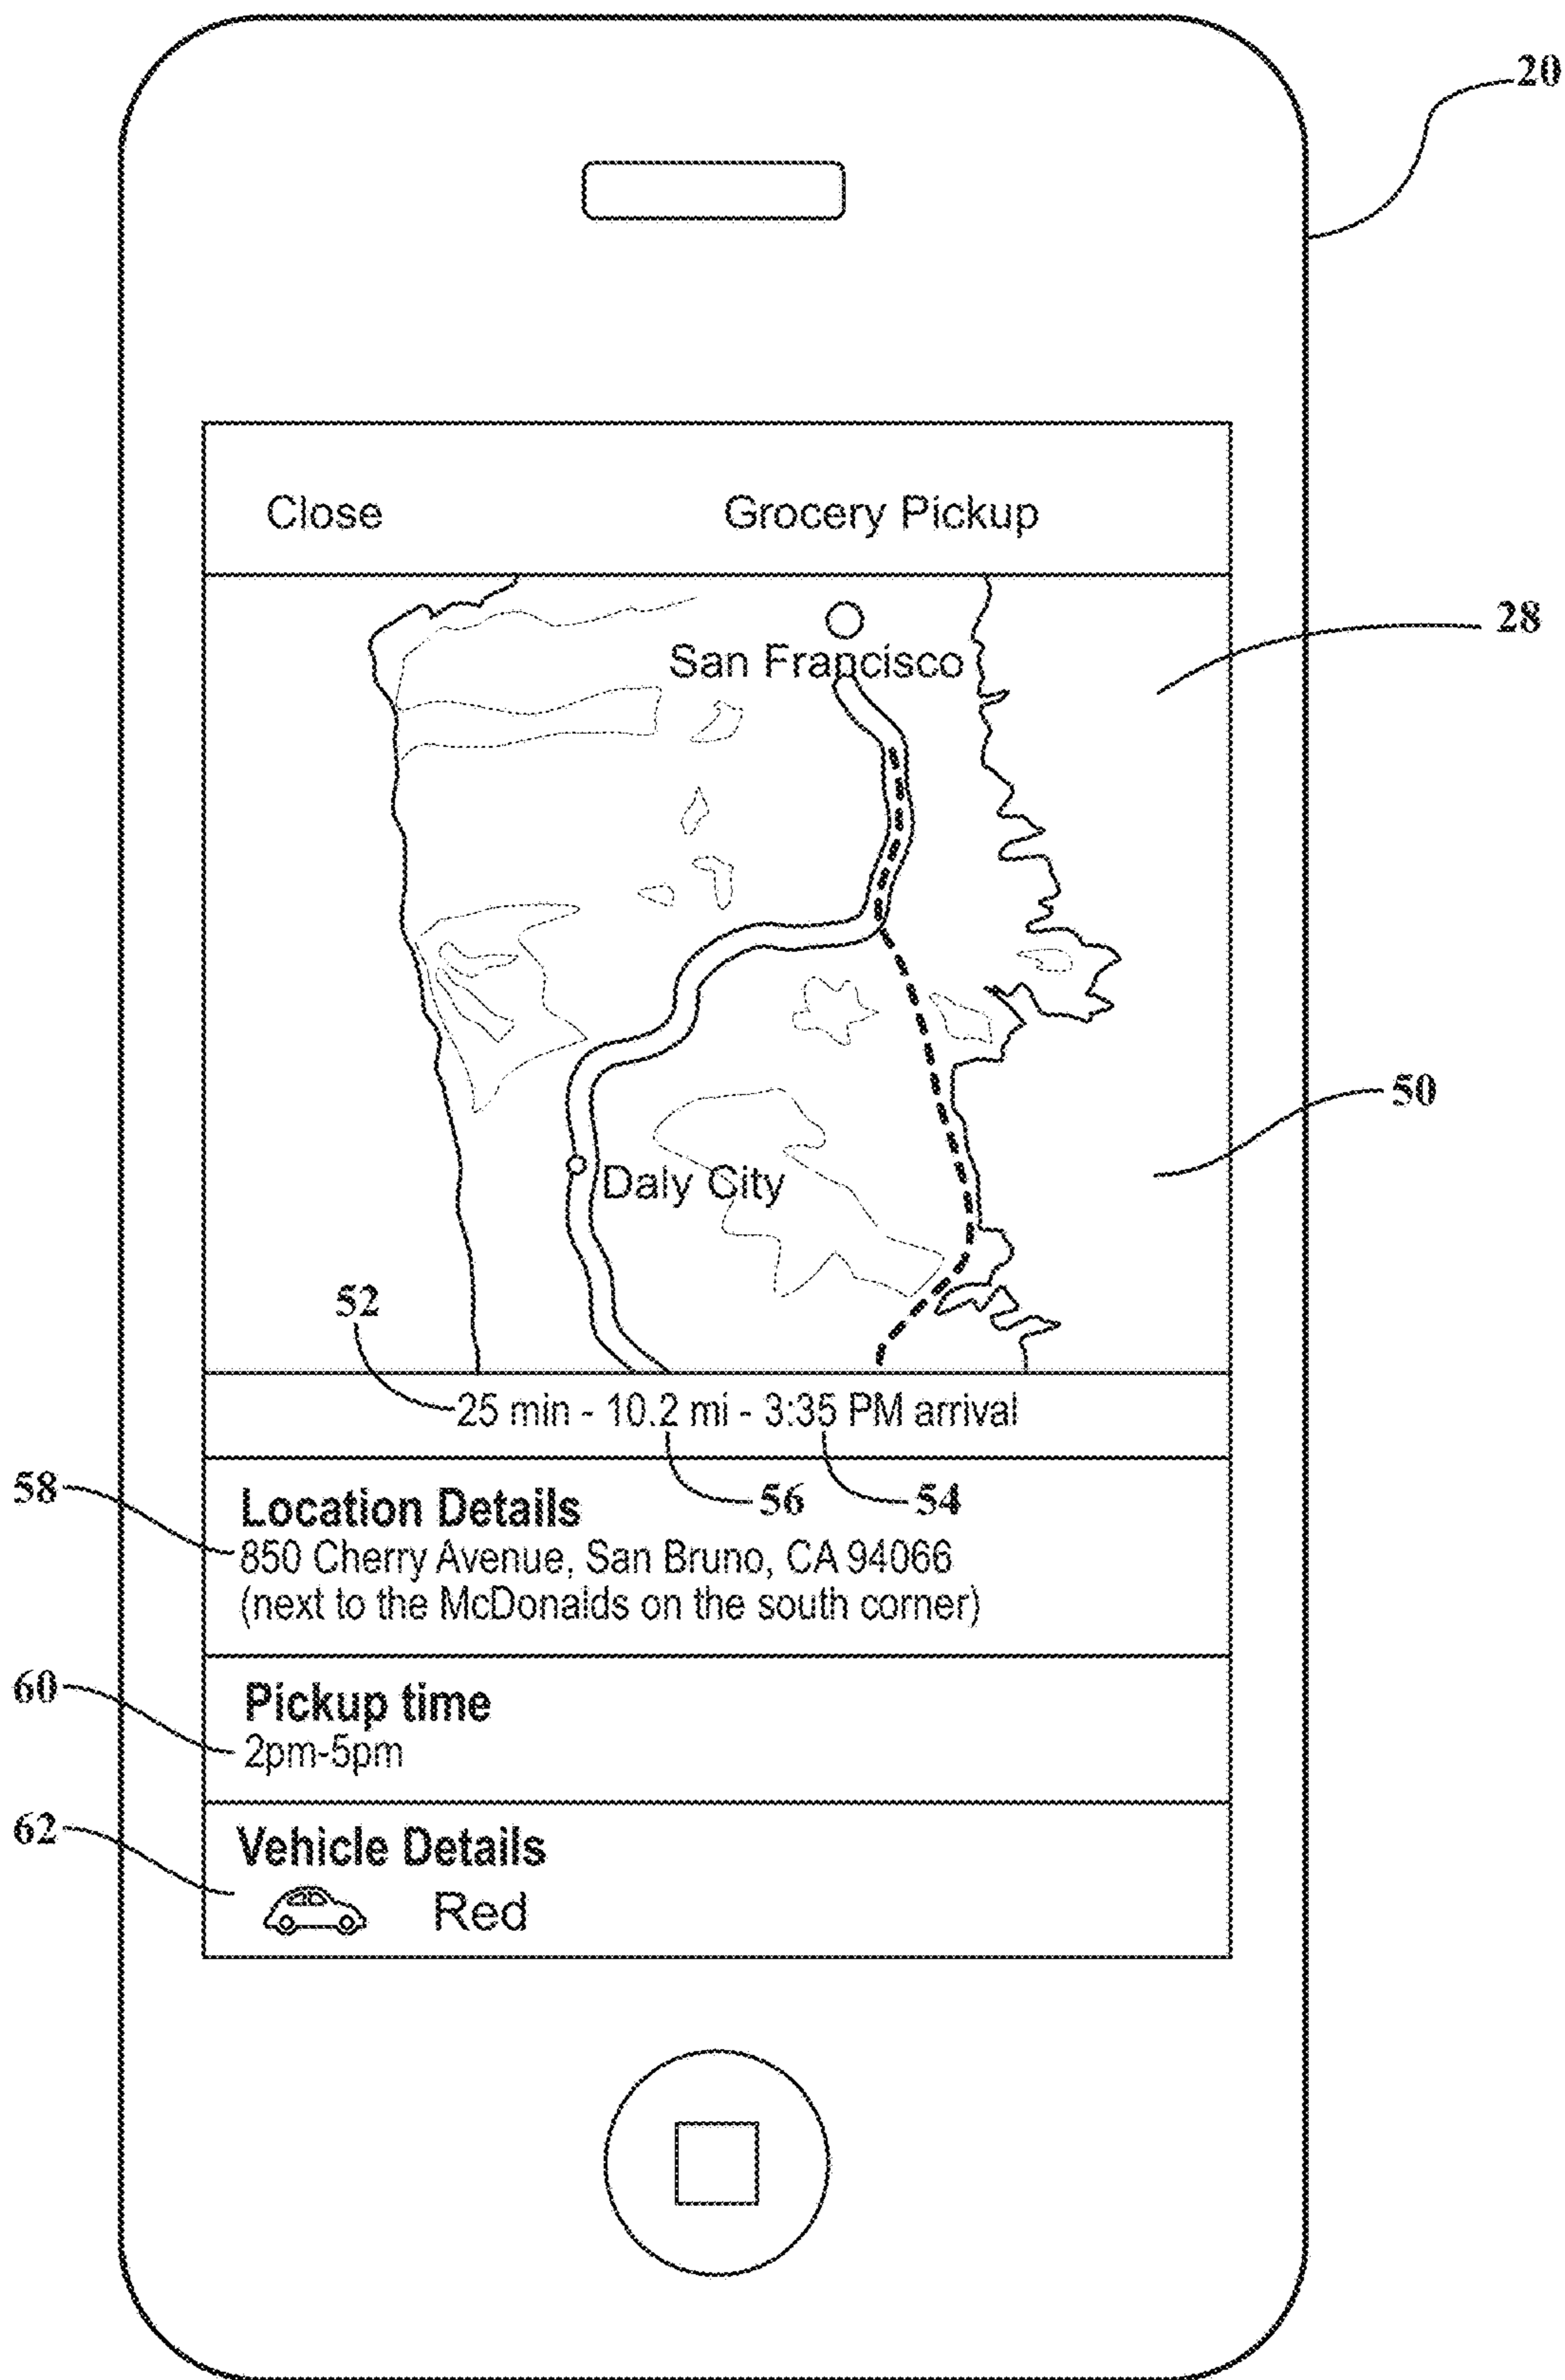 20
Close Grocery Pickup
San Francisco
28
50
Daly City
52
25 min - 10.2 mi - 3:35 PM arrival
56 54
58
Location Details
850 Cherry Avenue, San Bruno, CA 94066
(next to the McDonalds on the south corner)
60
Pickup time
2pm-5pm
62
Vehicle Details
Red